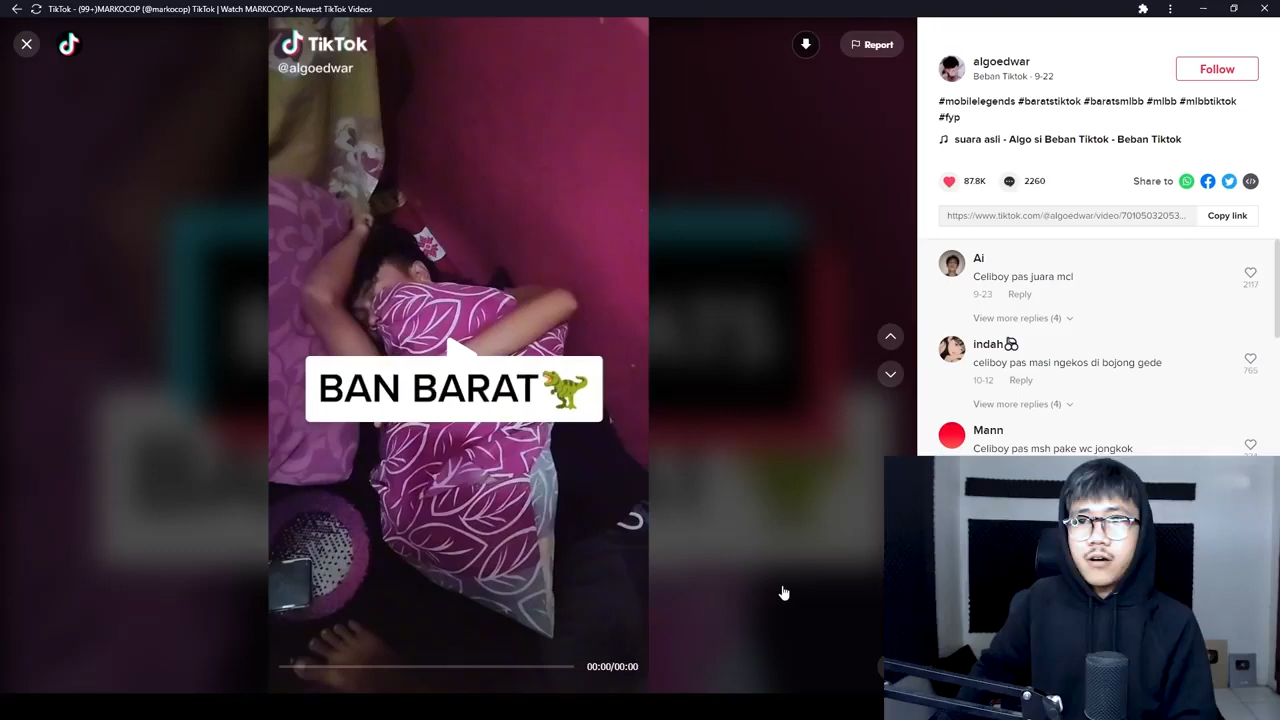 TikTok - (99+)MARKOCOP (@markocop) TikTok | Watch MARKOCOP's Newest TikTok Videos
TikTok
@algoedwar
Report
BAN BARAT
00:00/00:00
algoedwar
Beban Tiktok · 9-22
Follow
#mobilelegends #baratstiktok #baratsmlbb #mlbb #mlbbtiktok
#fyp
suara asli - Algo si Beban Tiktok - Beban Tiktok
87.8K
2260
Share to
https://www.tiktok.com/@algoedwar/video/70105032053...
Copy link
Ai
Celiboy pas juara mcl
9-23 Reply
2117
View more replies (4)
indah
celiboy pas masi ngekos di bojong gede
765
10-12 Reply
View more replies (4)
Mann
Celiboy pas msh pake wc jongkok